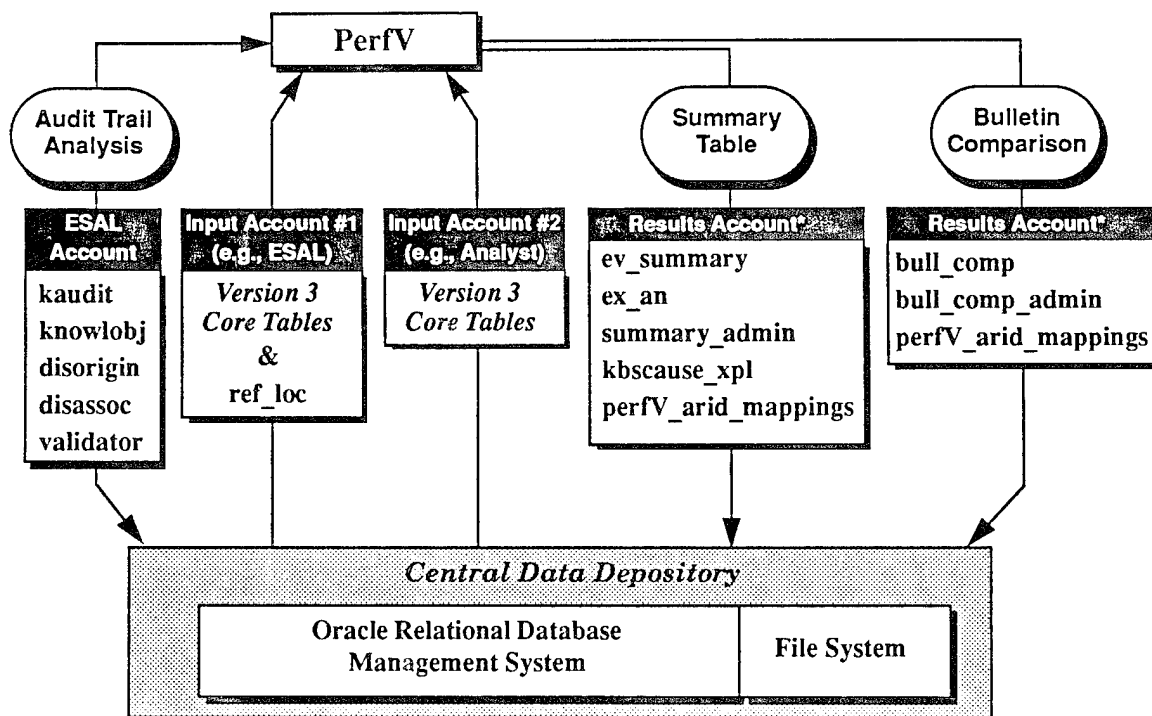 PerfV
Audit Trail
Analysis
Summary
Table
Bulletin
Comparison
ESAL
Account
kaudit
knowlobj
disorigin
disassoc
validator
Input Account #1
(e.g., ESAL)
Version 3
Core Tables
&
ref_loc
Input Account #2
(e.g., Analyst)
Version 3
Core Tables
Results Account*
ev_summary
ex_an
summary_admin
kbscause_xpl
perfV_arid_mappings
Results Account*
bull_comp
bull_comp_admin
perfV_arid_mappings
Central Data Depository
Oracle Relational Database
Management System
File System